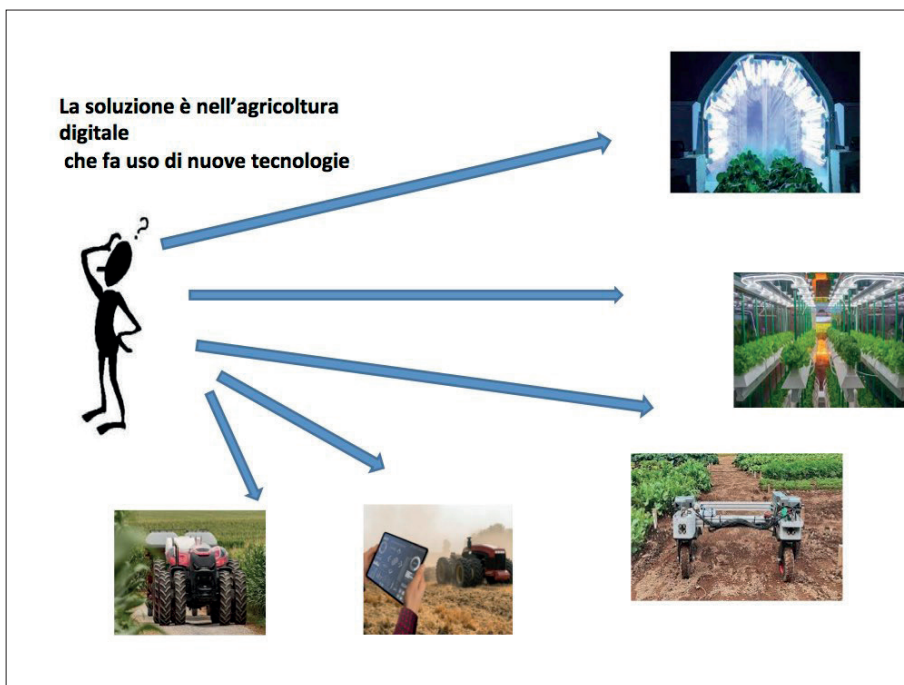 La soluzione è nell’agricoltura
digitale
che fa uso di nuove tecnologie
?